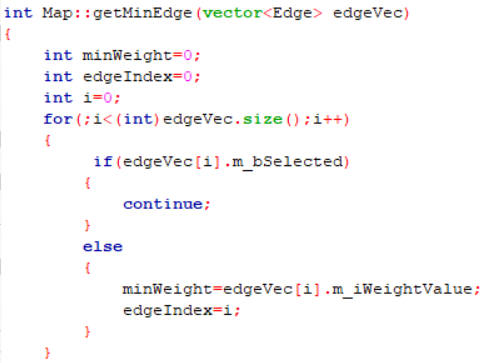 int Map::getMinEdge(vector<Edge> edgeVec)
{
    int minWeight=0;
    int edgeIndex=0;
    int i=0;
    for(;i<(int)edgeVec.size();i++)
    {
         if(edgeVec[i].m_bSelected)
        {
            continue;
        }
        else
        {
            minWeight=edgeVec[i].m_iWeightValue;
            edgeIndex=i;
        }
    }